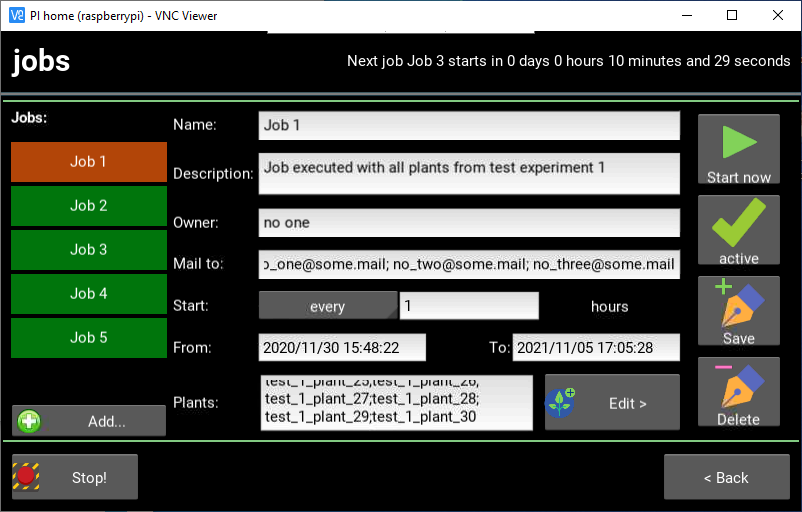 PI home (raspberrypi) - VNC Viewer
jobs
Next job Job 3 starts in 0 days 0 hours 10 minutes and 29 seconds
Jobs:
Job 1
Job 2
Job 3
Job 4
Job 5
Add...
Name:
Job 1
Description:
Job executed with all plants from test experiment 1
Owner:
no one
Mail to:
o_one@some.mail; no_two@some.mail; no_three@some.mail
Start:
every
1
hours
From:
2020/11/30 15:48:22
To:
2021/11/05 17:05:28
Plants:
test_1_plant_25;test_1_plant_26;
test_1_plant_27;test_1_plant_28;
test_1_plant_29;test_1_plant_30
Edit >
Start now
active
Save
Delete
Stop!
< Back